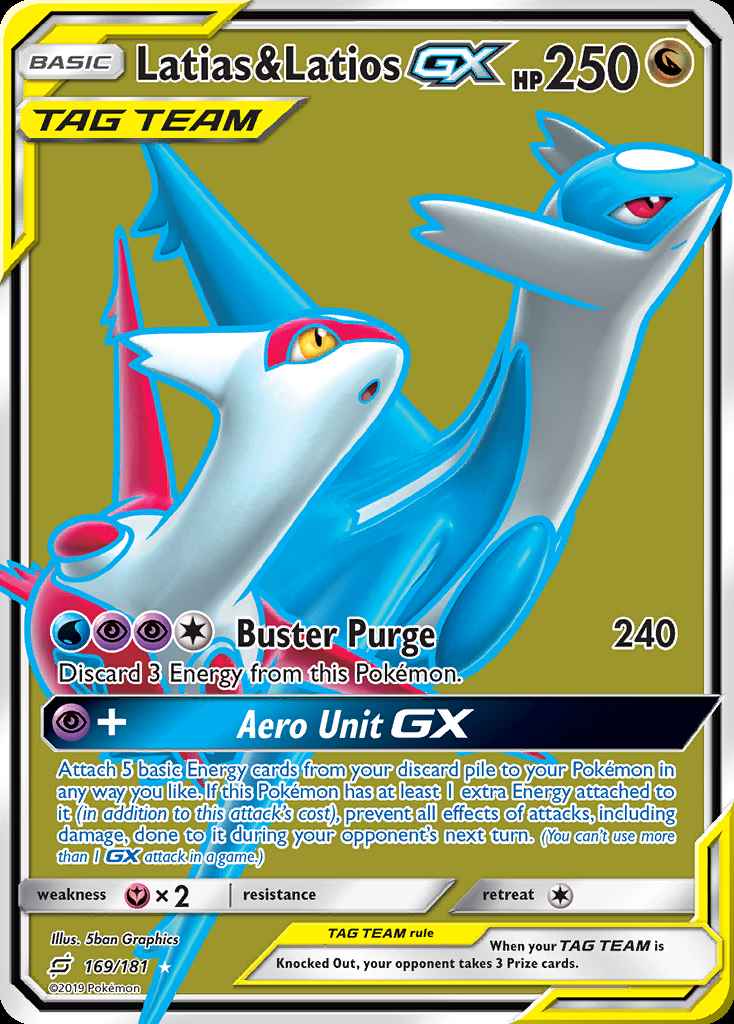 BASIC Latias&Latios GX HP250
TAG TEAM
Buster Purge 240
Discard 3 Energy from this Pokémon.
+ Aero Unit GX
Attach 5 basic Energy cards from your discard pile to your Pokémon in
any way you like. If this Pokémon has at least 1 extra Energy attached to
it (in addition to this attack's cost), prevent all effects of attacks, including
damage, done to it during your opponent's next turn. (You can't use more
than 1 GX attack in a game.)
weakness ×2 resistance retreat
Illus. 5ban Graphics
169/181
©2019 Pokémon
TAG TEAM rule
When your TAG TEAM is
Knocked Out, your opponent takes 3 Prize cards.